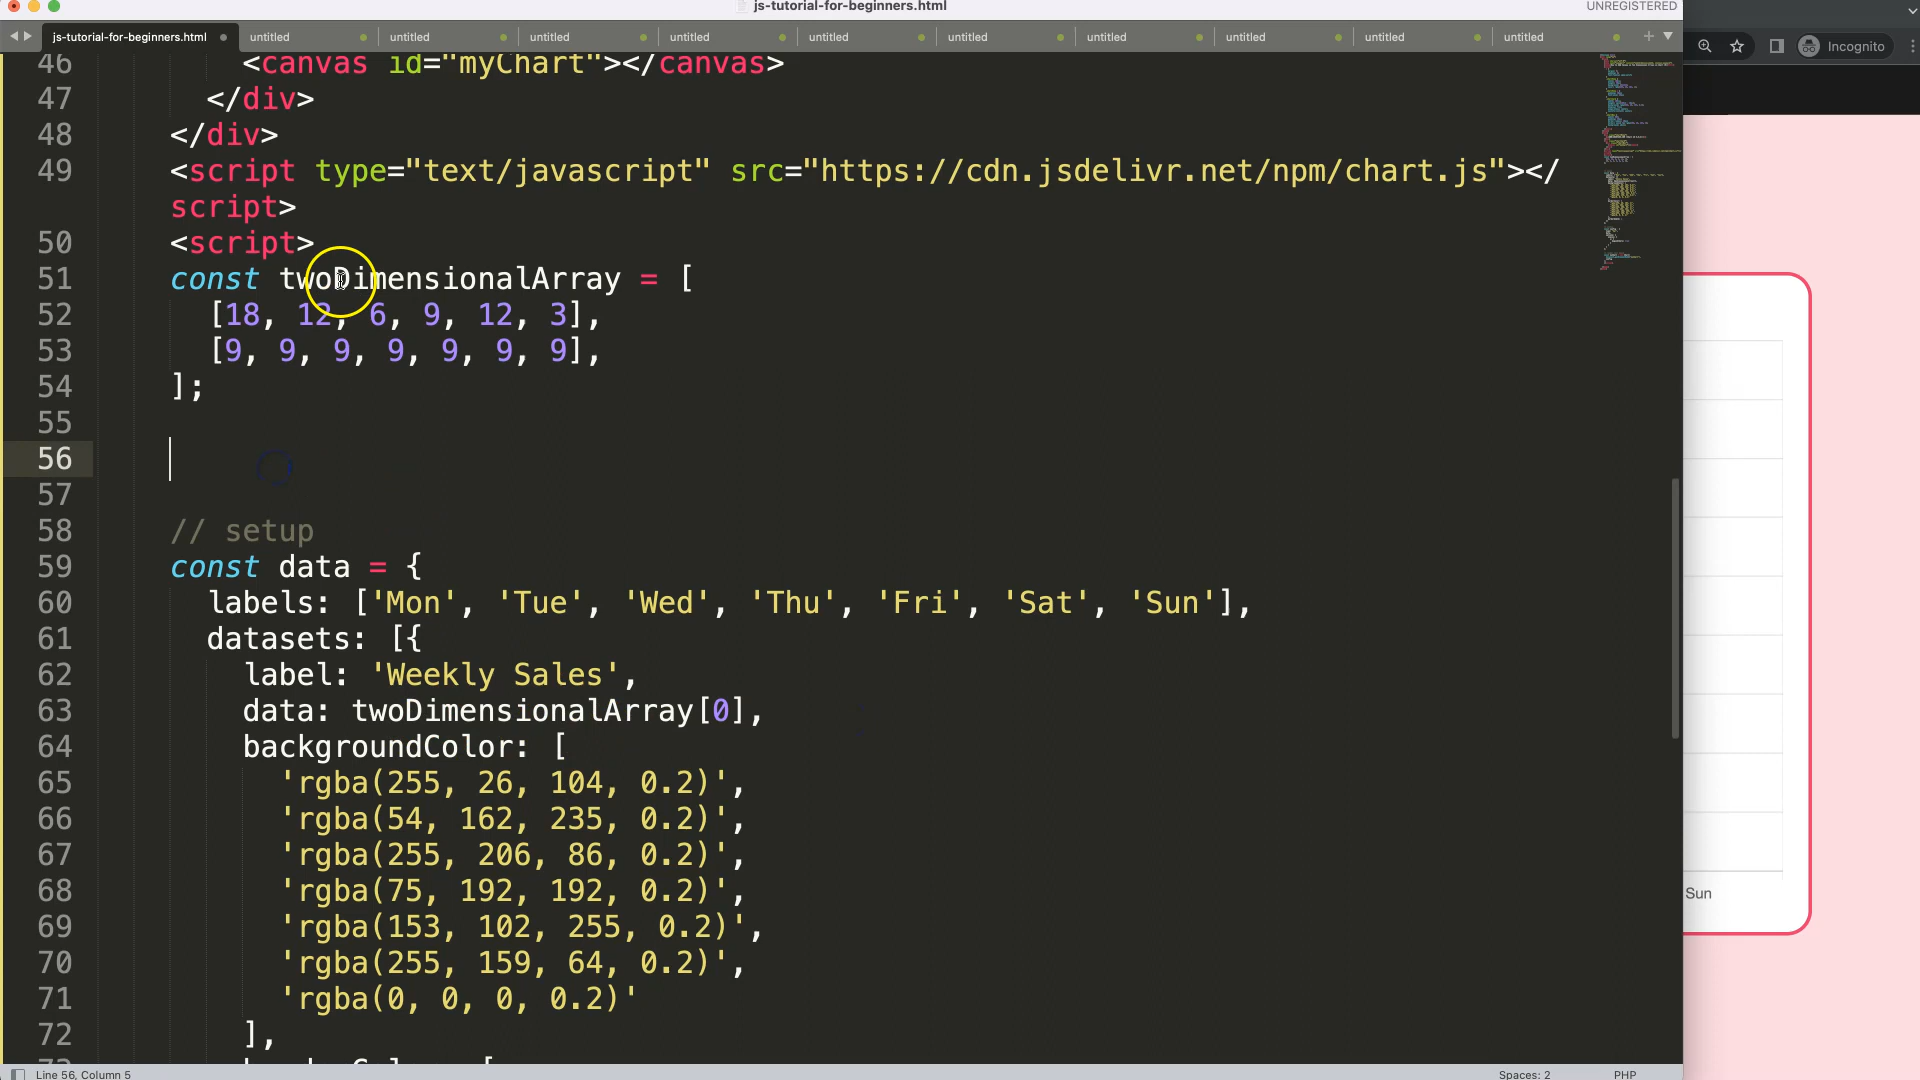 js-tutorial-for-beginners.html
UNREGISTERED
js-tutorial-for-beginners.html untitled untitled untitled untitled untitled untitled untitled untitled untitled untitled
Incognito
46 <canvas id="myChart"></canvas>
47 </div>
48 </div>
49 <script type="text/javascript" src="https://cdn.jsdelivr.net/npm/chart.js"></
script>
50 <script>
51 const twoDimensionalArray = [
52 [18, 12, 6, 9, 12, 3],
53 [9, 9, 9, 9, 9, 9, 9],
54 ];
55
56
57
58 // setup
59 const data = {
60 labels: ['Mon', 'Tue', 'Wed', 'Thu', 'Fri', 'Sat', 'Sun'],
61 datasets: [{
62 label: 'Weekly Sales',
63 data: twoDimensionalArray[0],
64 backgroundColor: [
65 'rgba(255, 26, 104, 0.2)',
66 'rgba(54, 162, 235, 0.2)',
67 'rgba(255, 206, 86, 0.2)',
68 'rgba(75, 192, 192, 0.2)',
69 'rgba(153, 102, 255, 0.2)',
70 'rgba(255, 159, 64, 0.2)',
71 'rgba(0, 0, 0, 0.2)'
72 ],
Sun
Line 56, Column 5
Spaces: 2
PHP